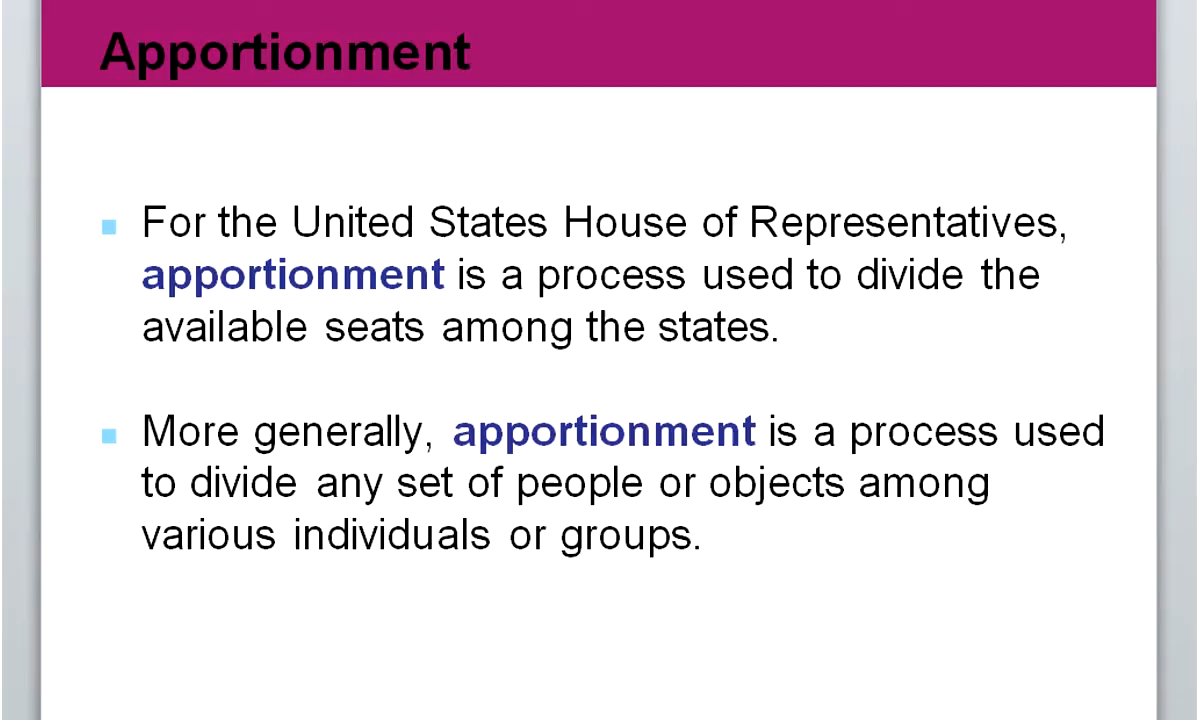 Apportionment
For the United States House of Representatives,
apportionment is a process used to divide the
available seats among the states.
More generally, apportionment is a process used
to divide any set of people or objects among
various individuals or groups.